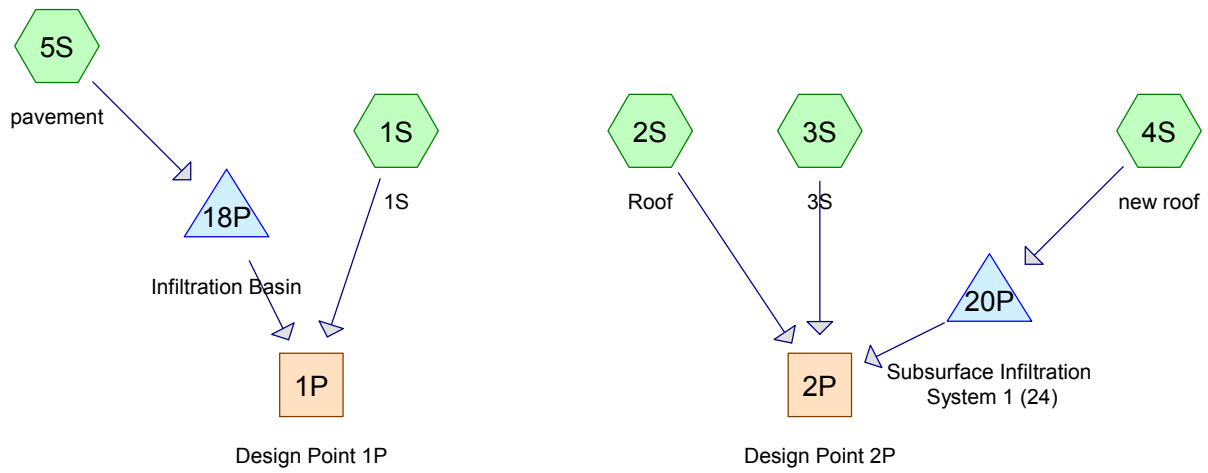 5S
pavement
1S
1S
18P
Infiltration Basin
1P
Design Point 1P
2S
Roof
3S
3S
4S
new roof
20P
Subsurface Infiltration
System 1 (24)
2P
Design Point 2P